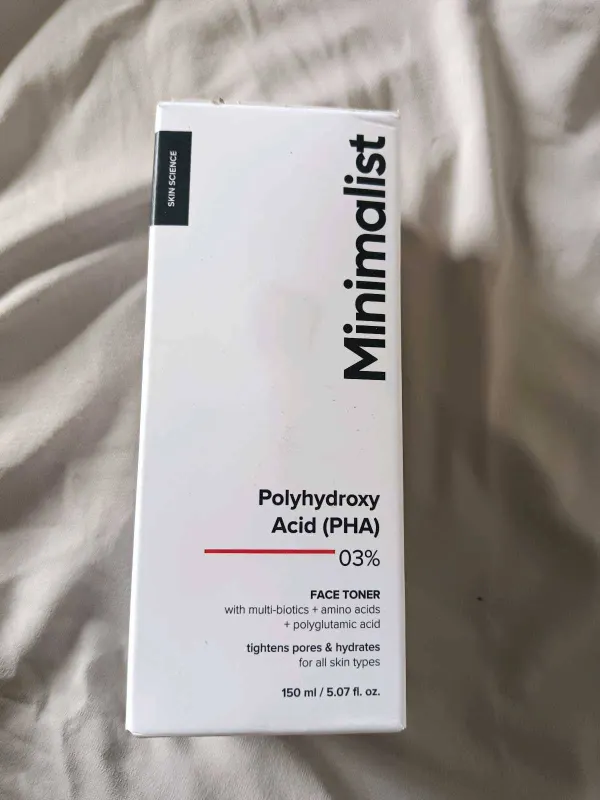 SKIN SCIENCE
Minimalist
Polyhydroxy
Acid (PHA)
03%
FACE TONER
with multi-biotics + amino acids
+ polyglutamic acid
tightens pores & hydrates
for all skin types
150 ml / 5.07 fl. oz.